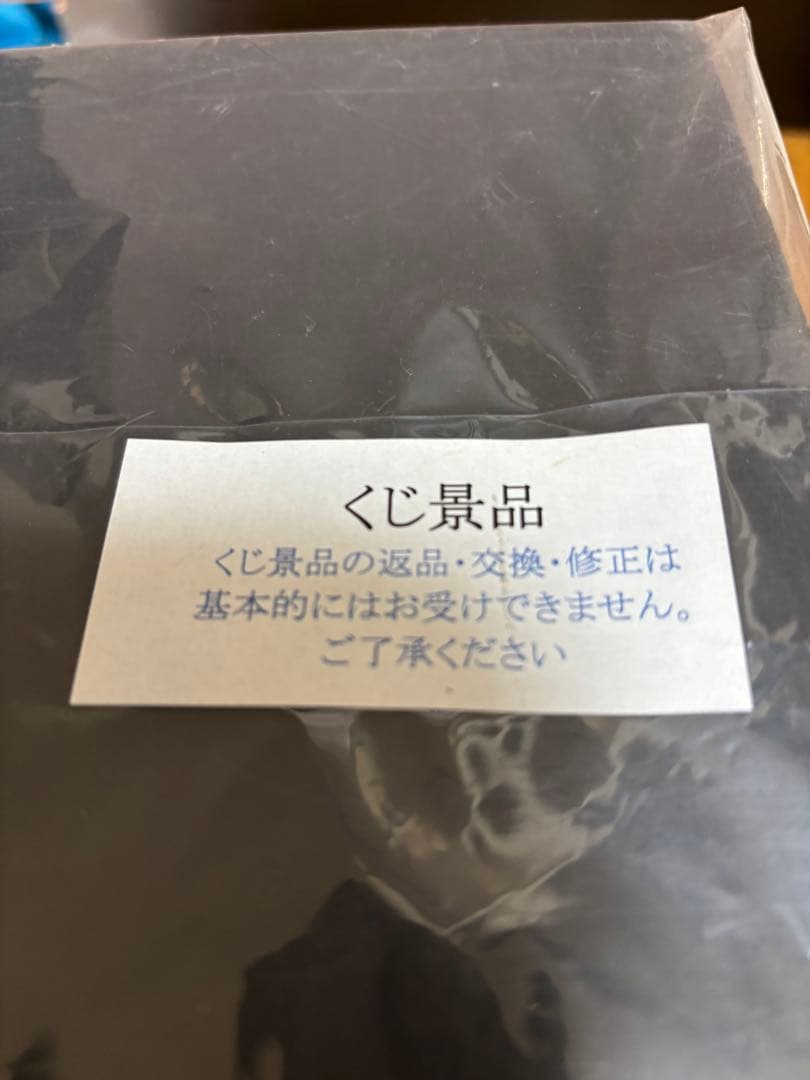 くじ景品
くじ景品の返品・交換・修正は
基本的にはお受けできません。
ご了承ください